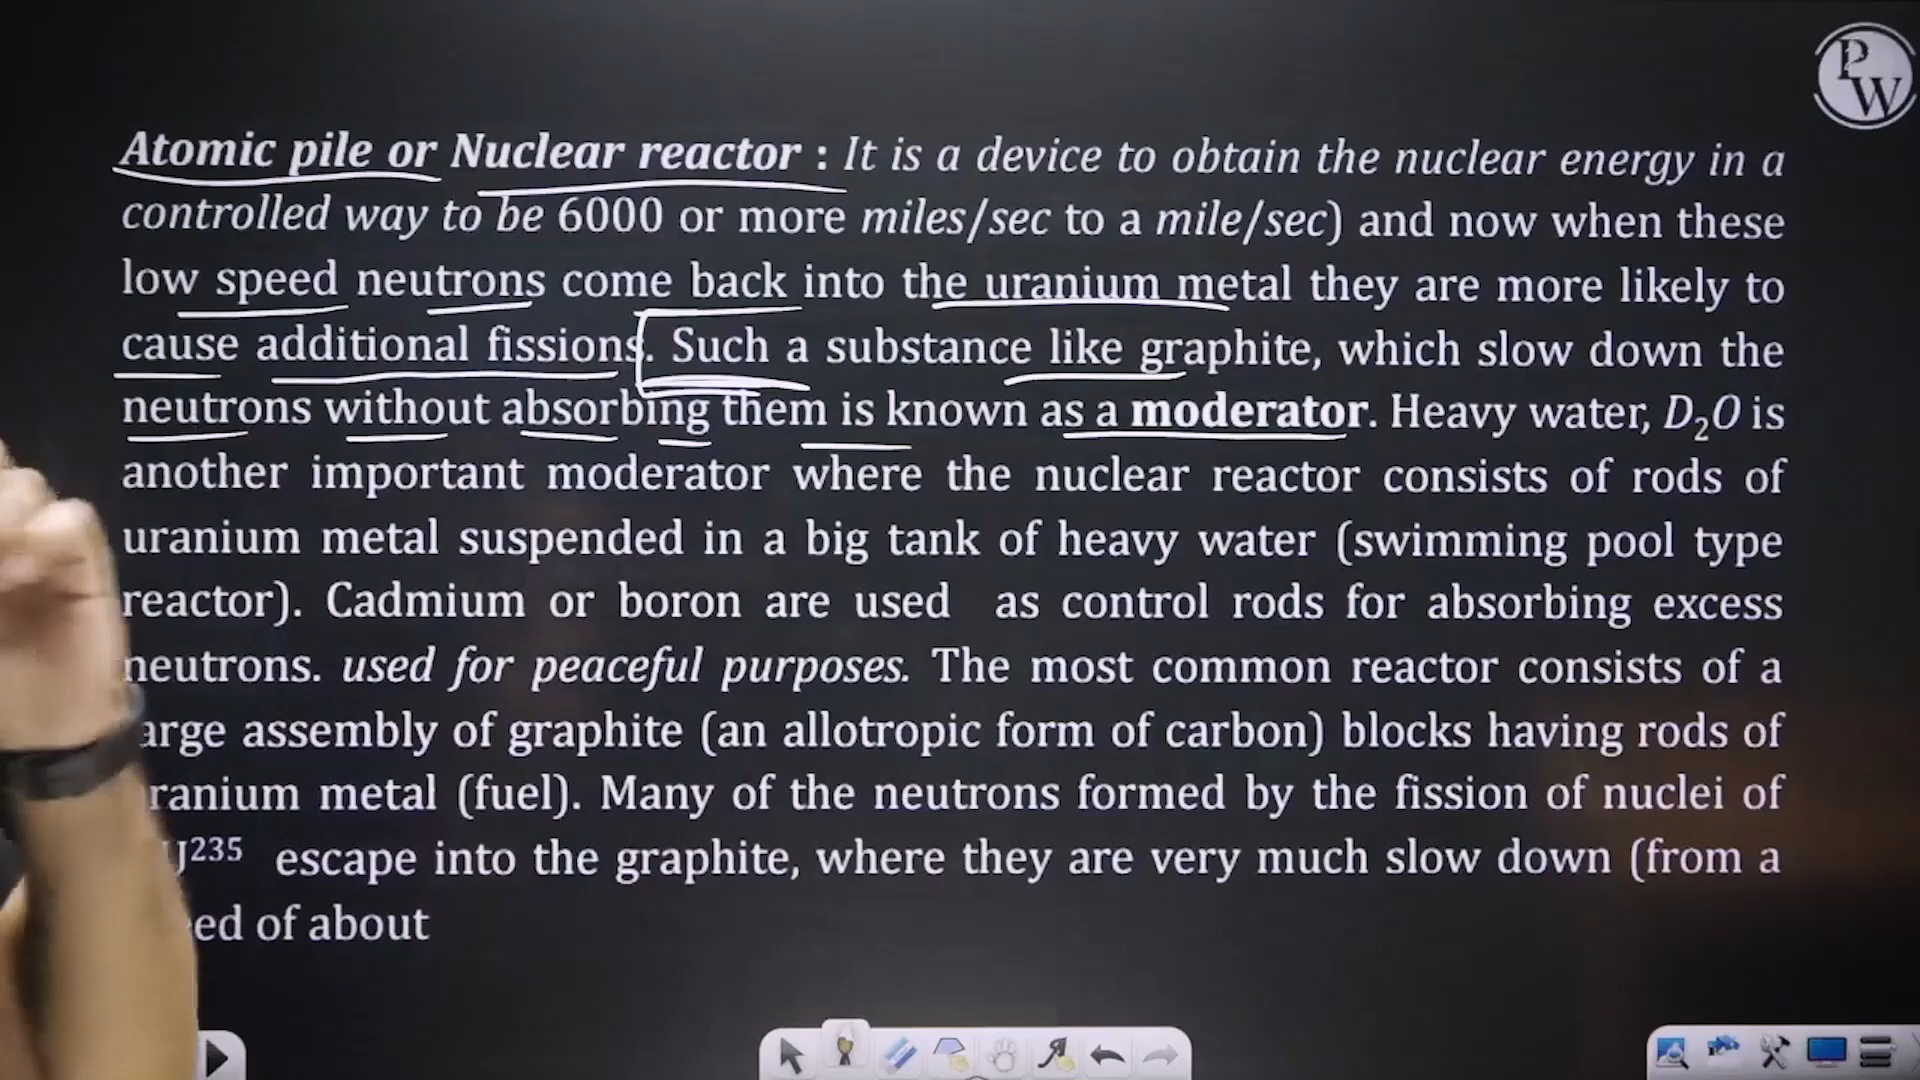 PW
Atomic pile or Nuclear reactor : It is a device to obtain the nuclear energy in a
controlled way to be 6000 or more miles/sec to a mile/sec) and now when these
low speed neutrons come back into the uranium metal they are more likely to
cause additional fissions. Such a substance like graphite, which slow down the
neutrons without absorbing them is known as a moderator. Heavy water, D₂O is
another important moderator where the nuclear reactor consists of rods of
uranium metal suspended in a big tank of heavy water (swimming pool type
reactor). Cadmium or boron are used as control rods for absorbing excess
neutrons. used for peaceful purposes. The most common reactor consists of a
arge assembly of graphite (an allotropic form of carbon) blocks having rods of
ranium metal (fuel). Many of the neutrons formed by the fission of nuclei of
U²³⁵ escape into the graphite, where they are very much slow down (from a
ed of about